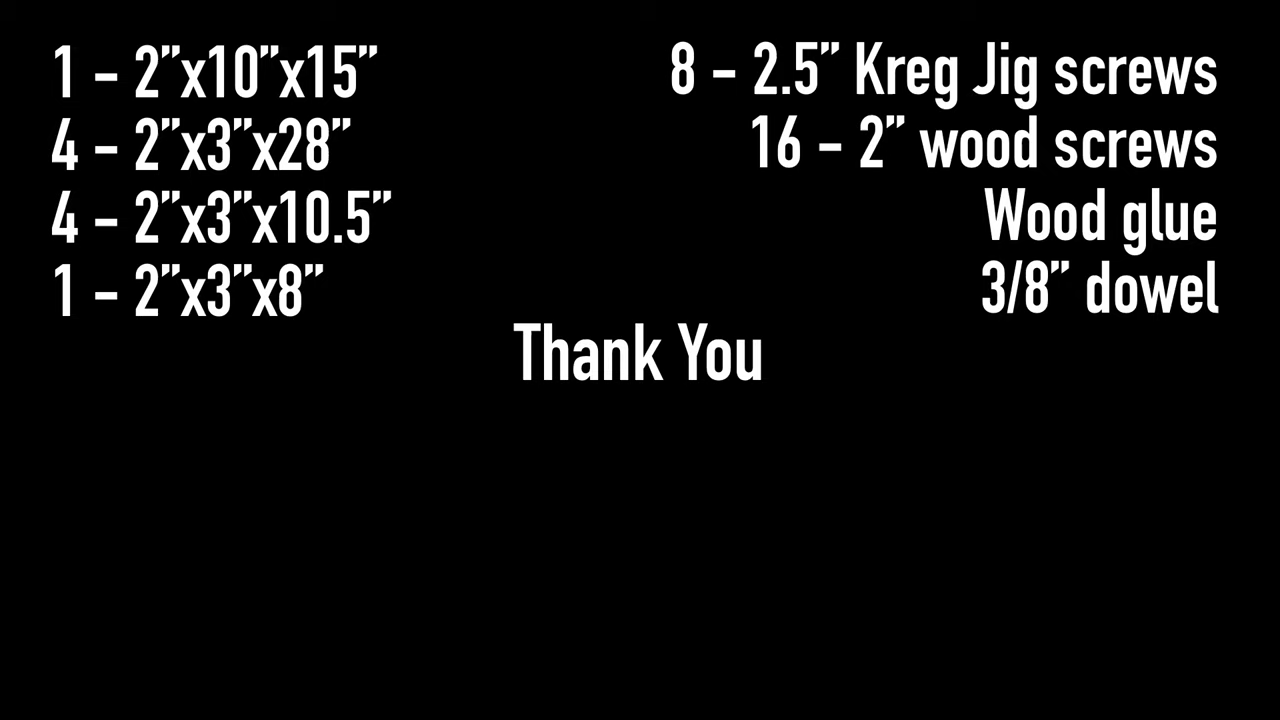 1 – 2”x10”x15”
4 – 2”x3”x28”
4 – 2”x3”x10.5”
1 – 2”x3”x8”
8 – 2.5” Kreg Jig screws
16 – 2” wood screws
Wood glue
3/8” dowel
Thank You